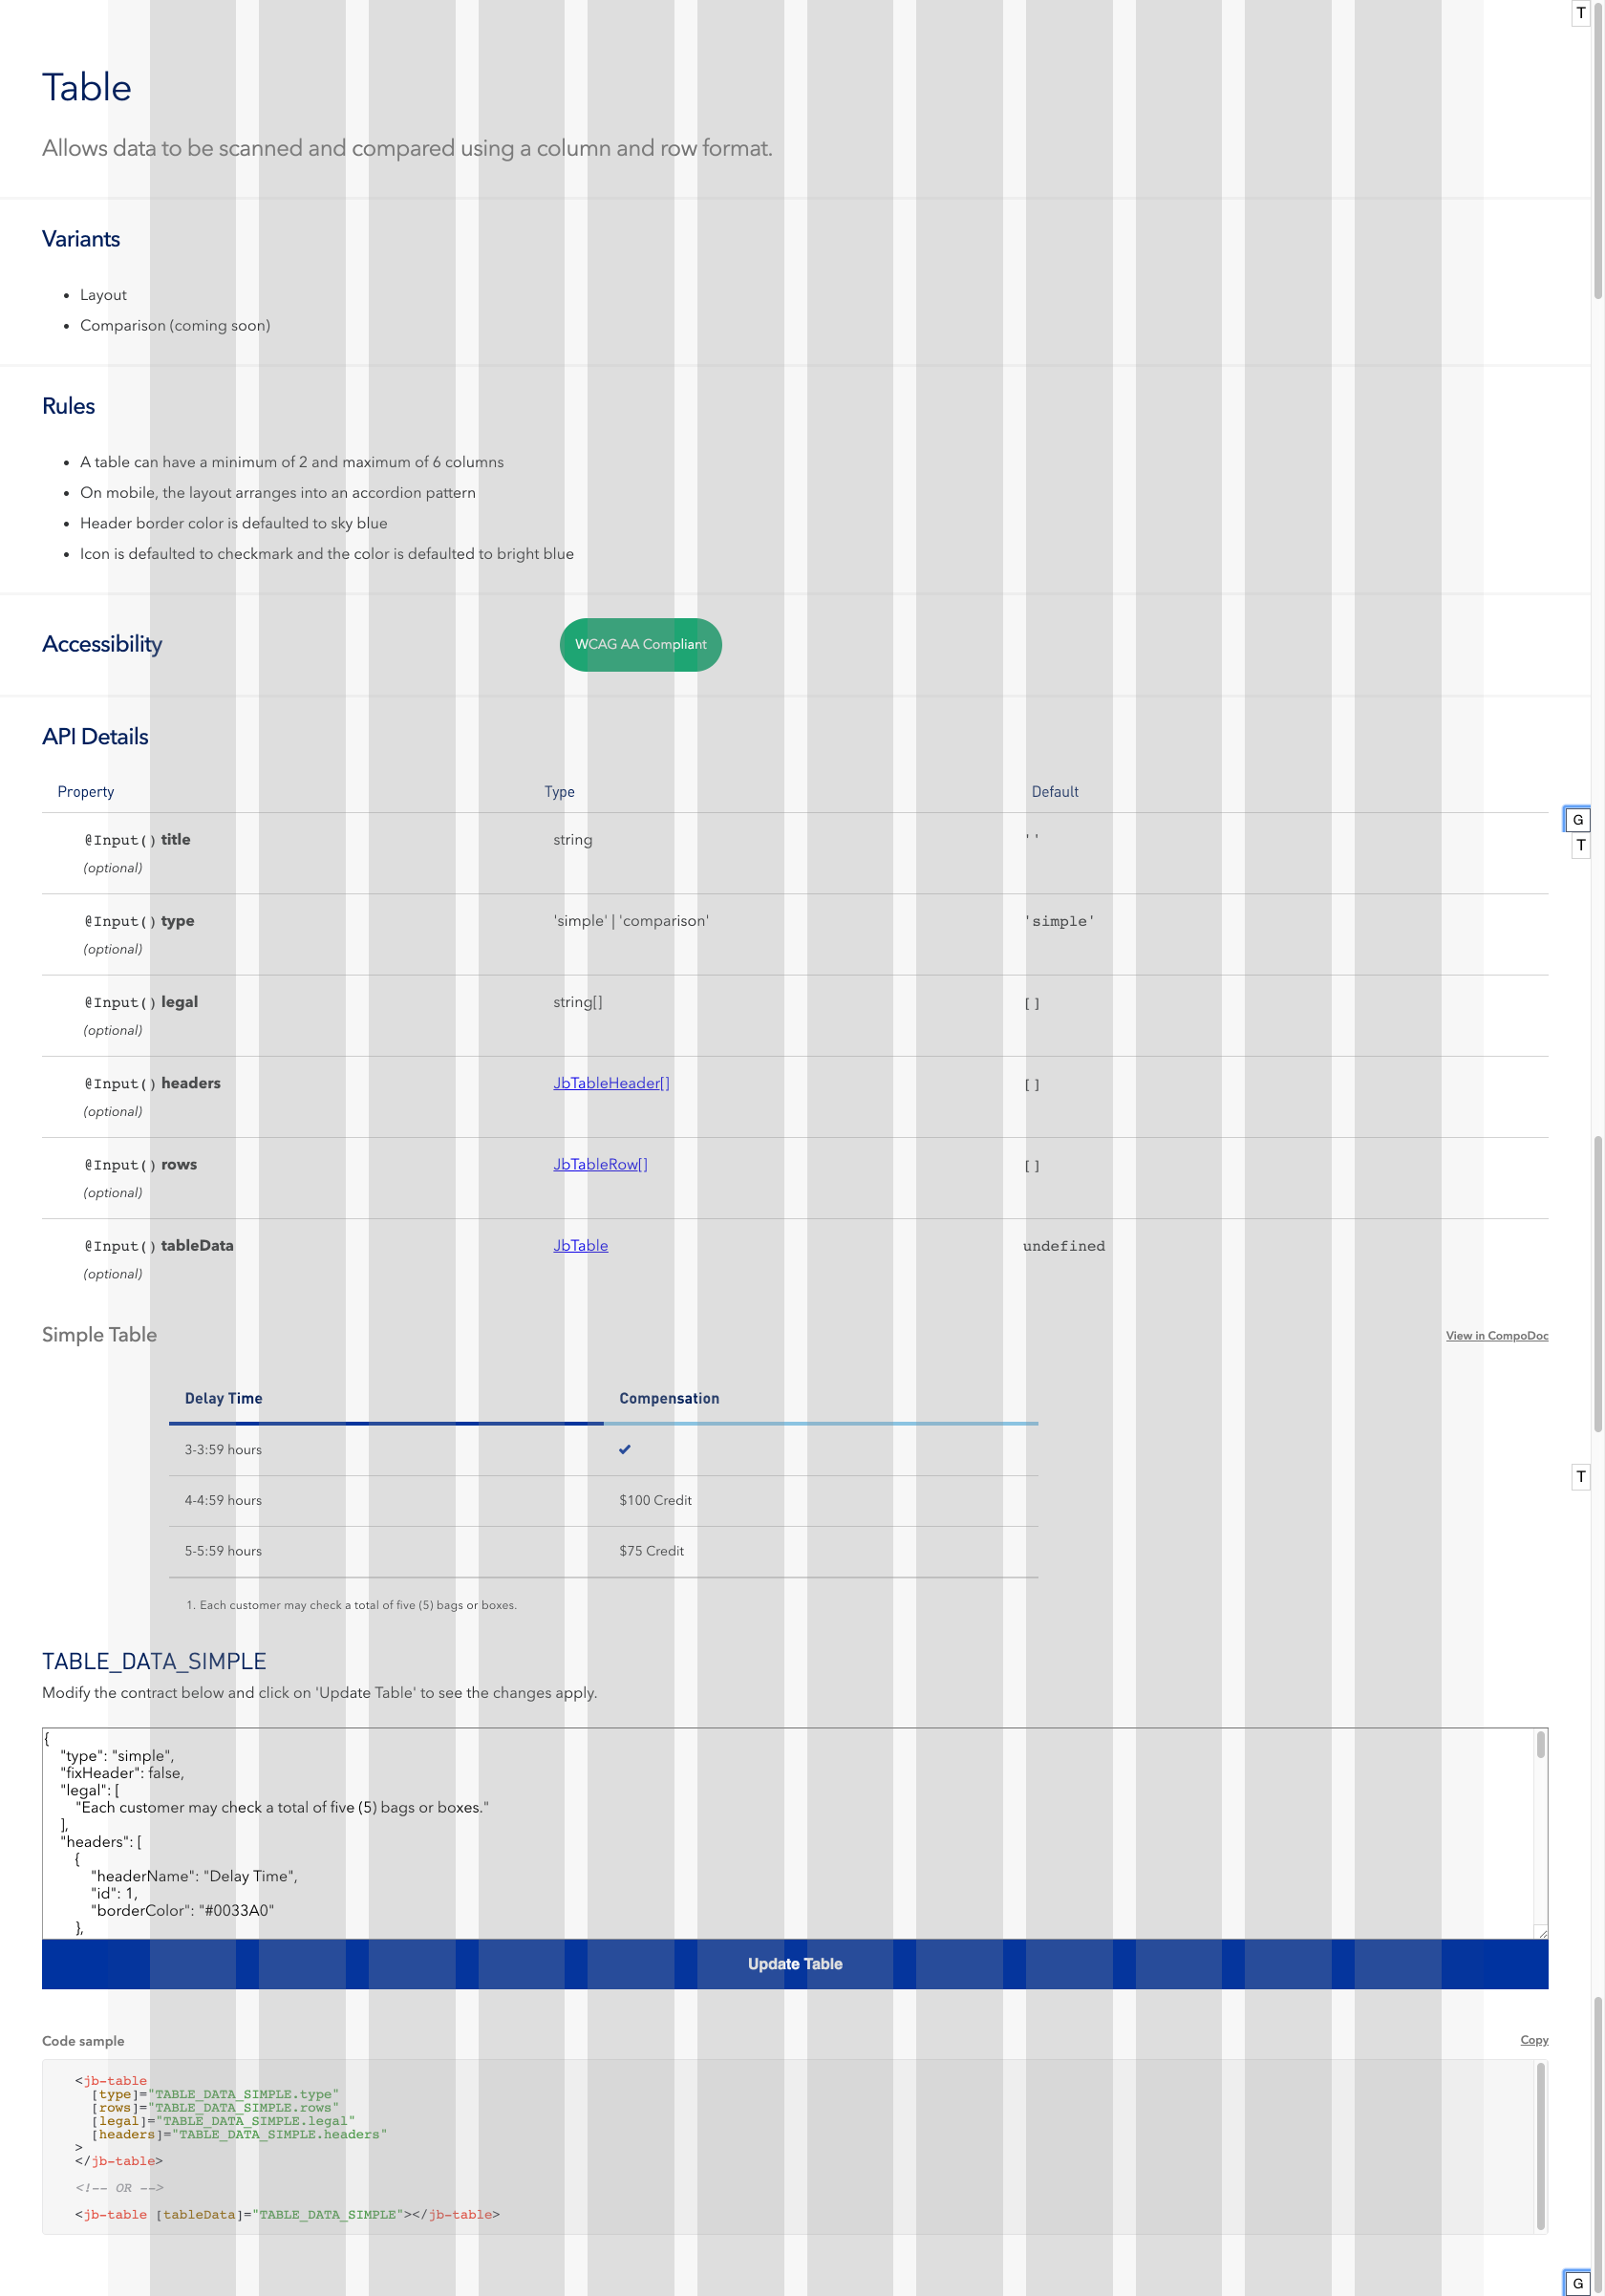 T
Table
Allows data to be scanned and compared using a column and row format.
Variants
• Layout
• Comparison (coming soon)
Rules
• A table can have a minimum of 2 and maximum of 6 columns
• On mobile, the layout arranges into an accordion pattern
• Header border color is defaulted to sky blue
• Icon is defaulted to checkmark and the color is defaulted to bright blue
Accessibility WCAG AA Compliant
API Details
Property Type Default
G
@Input() title string ''
T
(optional)
@Input() type 'simple' | 'comparison' 'simple'
(optional)
@Input() legal string[] []
(optional)
@Input() headers JbTableHeader[] []
(optional)
@Input() rows JbTableRow[] []
(optional)
@Input() tableData JbTable undefined
(optional)
Simple Table View in CompoDoc
Delay Time Compensation
3-3:59 hours ✔
T
4-4:59 hours $100 Credit
5-5:59 hours $75 Credit
1. Each customer may check a total of five (5) bags or boxes.
TABLE_DATA_SIMPLE
Modify the contract below and click on 'Update Table' to see the changes apply.
{
"type": "simple",
"fixHeader": false,
"legal": [
"Each customer may check a total of five (5) bags or boxes."
],
"headers": [
{
"headerName": "Delay Time",
"id": 1,
"borderColor": "#0033A0"
},
Update Table
Code sample Copy
<jb-table
[type]="TABLE_DATA_SIMPLE.type"
[rows]="TABLE_DATA_SIMPLE.rows"
[legal]="TABLE_DATA_SIMPLE.legal"
[headers]="TABLE_DATA_SIMPLE.headers"
>
</jb-table>
<!-- OR -->
<jb-table [tableData]="TABLE_DATA_SIMPLE"></jb-table>
G